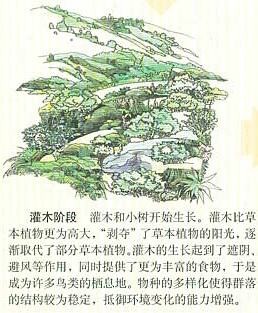 灌木阶段　灌木和小树开始生长。灌木比草
本植物更为高大，“剥夺”了草本植物的阳光，逐
渐取代了部分草本植物。灌木的生长起到了遮阴、
避风等作用，同时提供了更为丰富的食物，于是
成为许多鸟类的栖息地。物种的多样化使得群落
的结构较为稳定，抵御环境变化的能力增强。